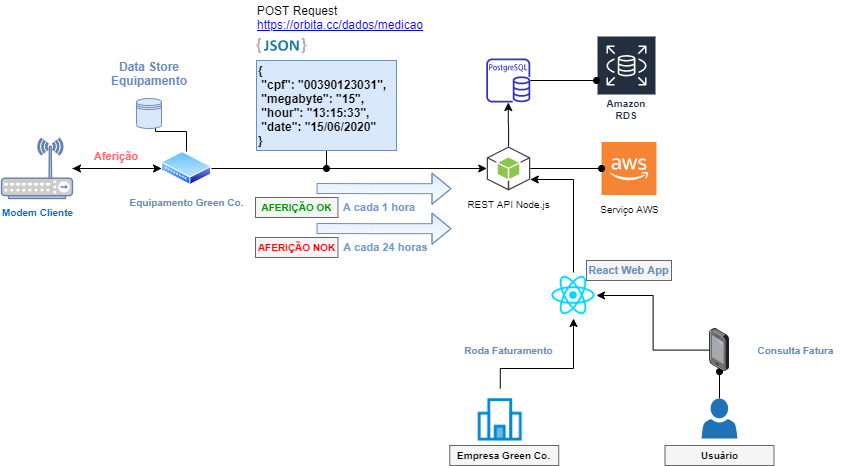 POST Request
https://orbita.cc/dados/medicao
{JSON}
{
"cpf": "00390123031",
"megabyte": "15",
"hour": "13:15:33",
"date": "15/06/2020"
}
Data Store
Equipamento
PostgreSQL
Amazon
RDS
Aferição
aws
Modem Cliente
Equipamento Green Co.
REST API Node.js
Serviço AWS
AFERIÇÃO OK
A cada 1 hora
AFERIÇÃO NOK
A cada 24 horas
React Web App
Roda Faturamento
Consulta Fatura
Empresa Green Co.
Usuário